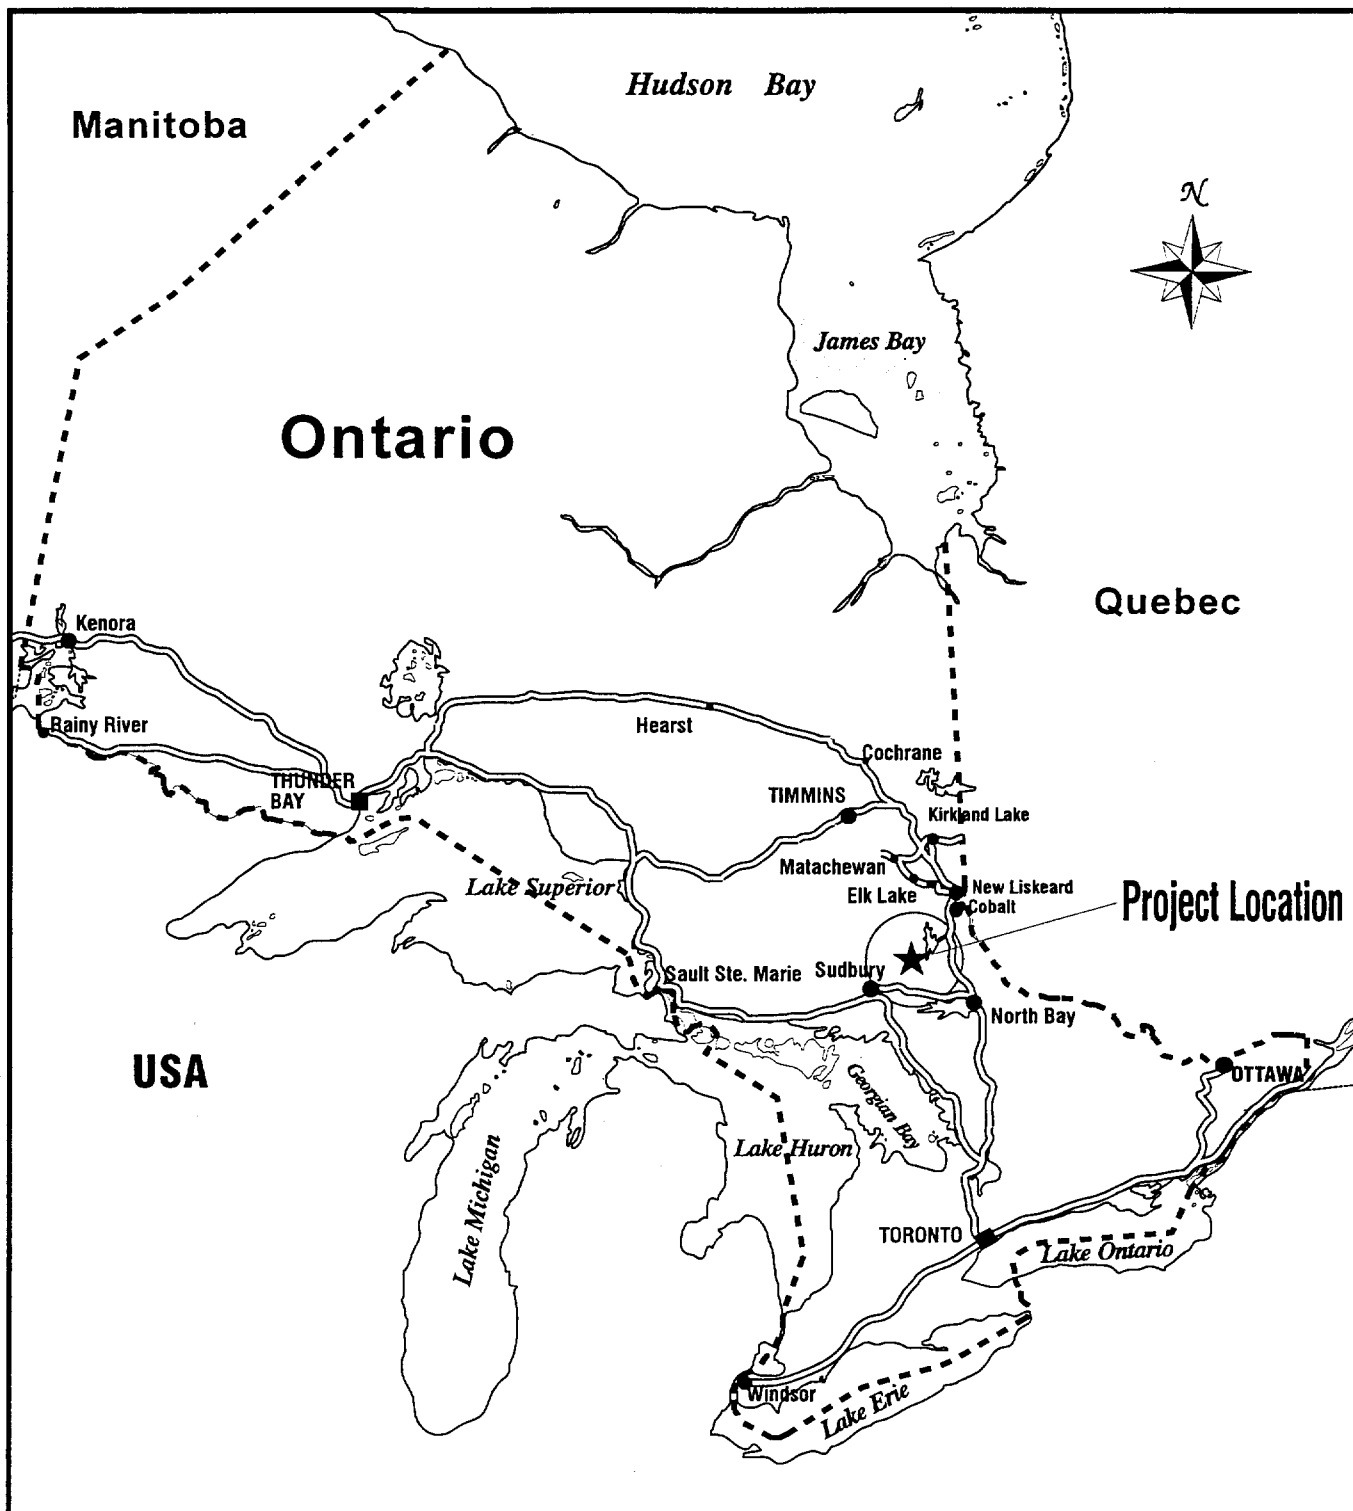 Hudson Bay
Manitoba
N
James Bay
Ontario
Quebec
Kenora
Rainy River
Hearst
Cochrane
THUNDER
BAY
TIMMINS
Kirkland Lake
Matachewan
Lake Superior
Elk Lake
New Liskeard
Cobalt
Project Location
Sault Ste. Marie
Sudbury
North Bay
USA
OTTAWA
Georgian Bay
Lake Huron
Lake Michigan
TORONTO
Lake Ontario
Windsor
Lake Erie